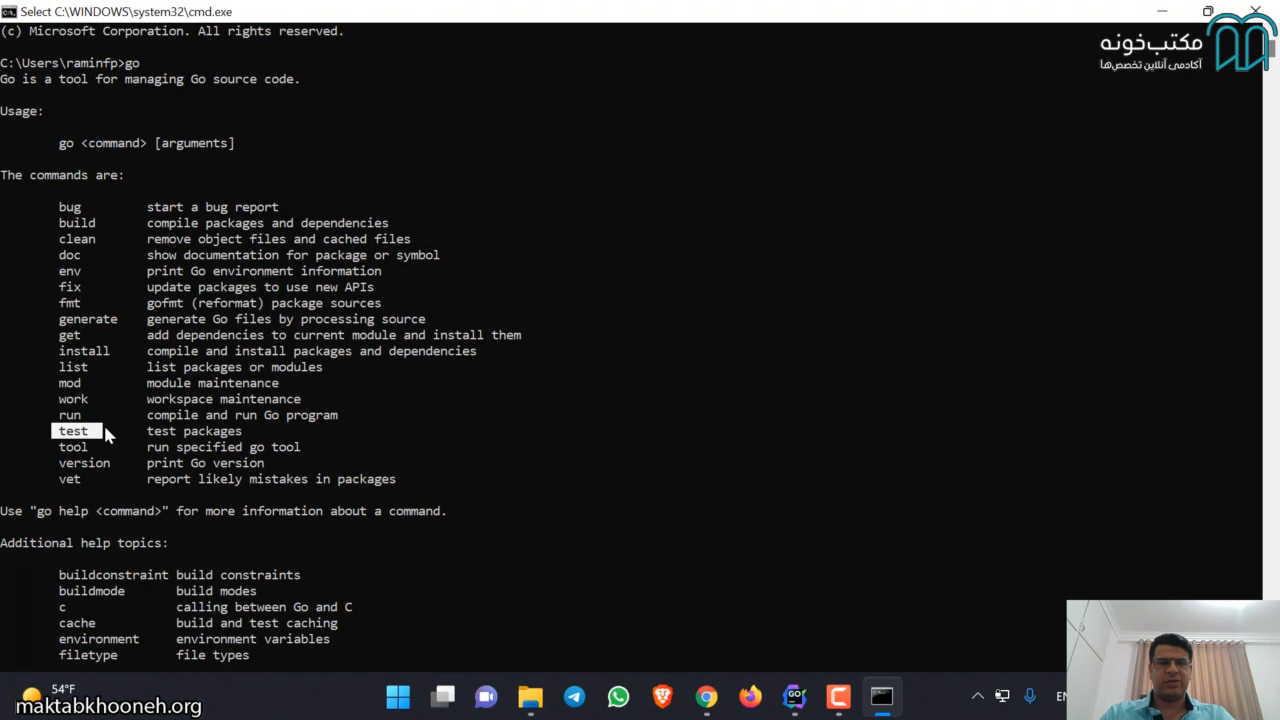 Select C:\WINDOWS\system32\cmd.exe
(c) Microsoft Corporation. All rights reserved.
مکتب‌خونه
آکادمی آنلاین تخصص‌ها
C:\Users\raminfp>go
Go is a tool for managing Go source code.
Usage:
go <command> [arguments]
The commands are:
bug start a bug report
build compile packages and dependencies
clean remove object files and cached files
doc show documentation for package or symbol
env print Go environment information
fix update packages to use new APIs
fmt gofmt (reformat) package sources
generate generate Go files by processing source
get add dependencies to current module and install them
install compile and install packages and dependencies
list list packages or modules
mod module maintenance
work workspace maintenance
run compile and run Go program
test test packages
tool run specified go tool
version print Go version
vet report likely mistakes in packages
Use "go help <command>" for more information about a command.
Additional help topics:
buildconstraint build constraints
buildmode build modes
c calling between Go and C
cache build and test caching
environment environment variables
filetype file types
54°F
maktabkhooneh.org
GO